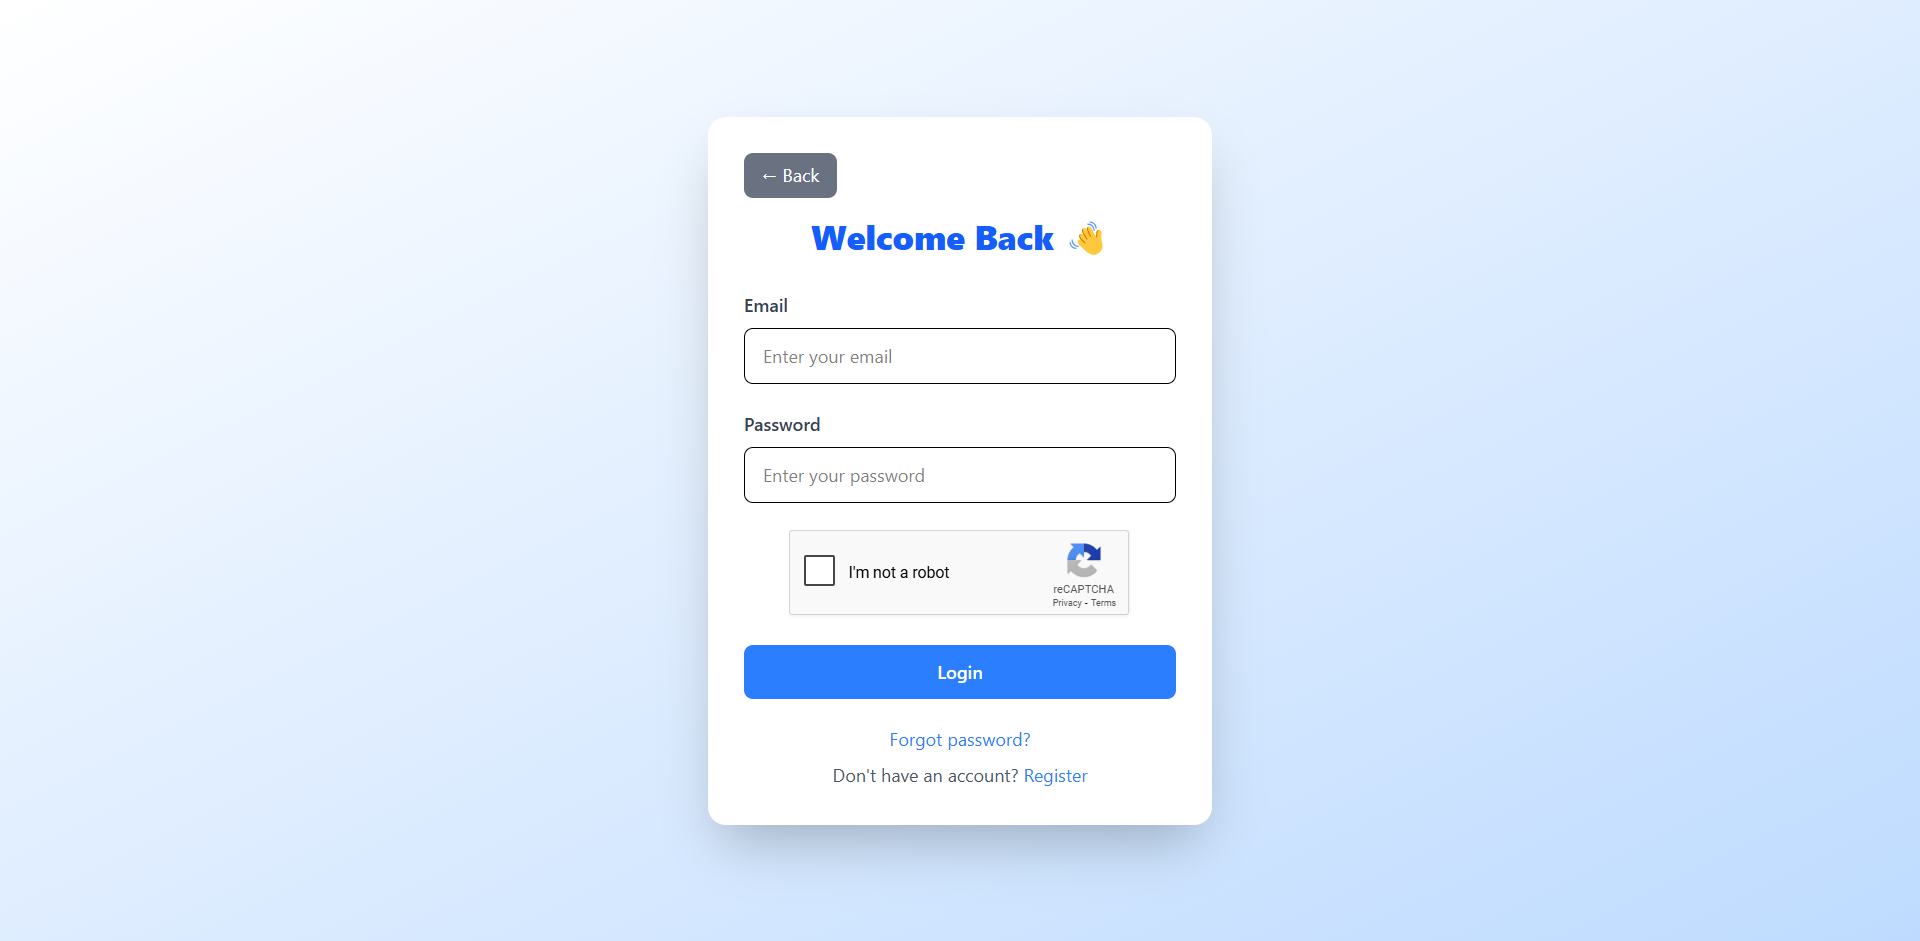 ← Back
Welcome Back 👋
Email
Enter your email
Password
Enter your password
I'm not a robot
reCAPTCHA
Privacy - Terms
Login
Forgot password?
Don't have an account? Register